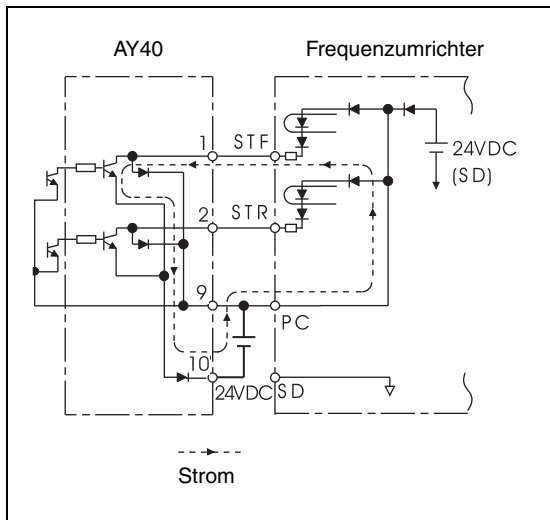 AY40
Frequenzumrichter
1 STF
24VDC
(SD)
2 STR
9
PC
10
24VDC SD
Strom